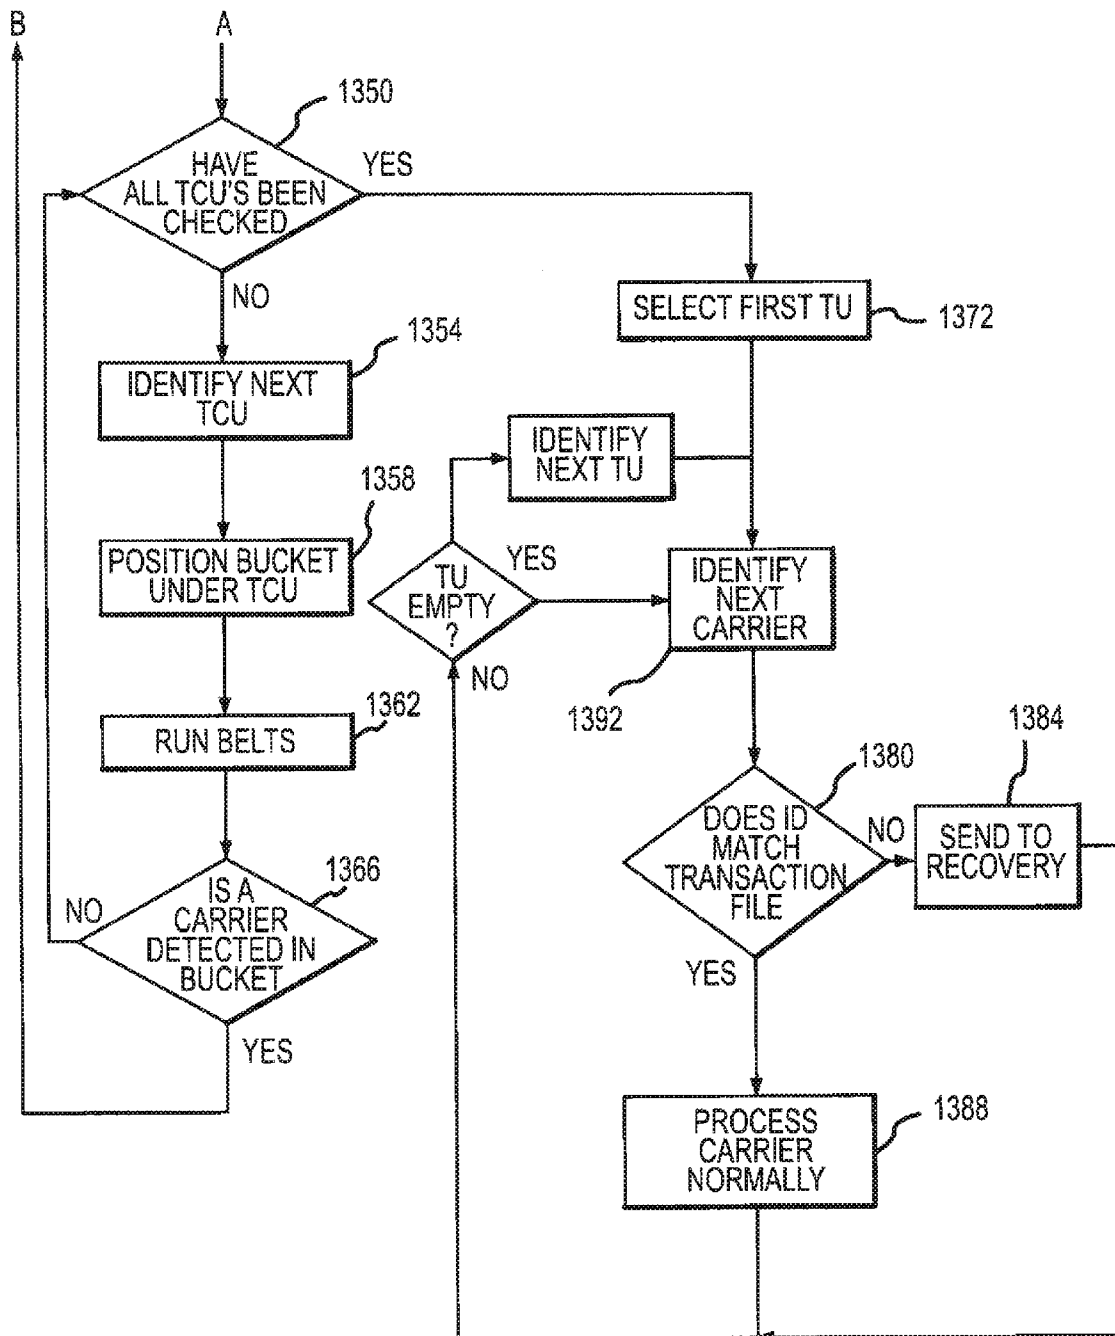 B
A
1350
HAVE
ALL TCU'S BEEN
CHECKED
YES
NO
SELECT FIRST TU
1372
1354
IDENTIFY NEXT
TCU
IDENTIFY
NEXT TU
1358
POSITION BUCKET
UNDER TCU
TU
EMPTY
?
YES
NO
IDENTIFY
NEXT
CARRIER
1392
1362
RUN BELTS
1384
1380
DOES ID
MATCH
TRANSACTION
FILE
NO
SEND TO
RECOVERY
YES
1366
IS A
CARRIER
DETECTED IN
BUCKET
NO
YES
1388
PROCESS
CARRIER
NORMALLY